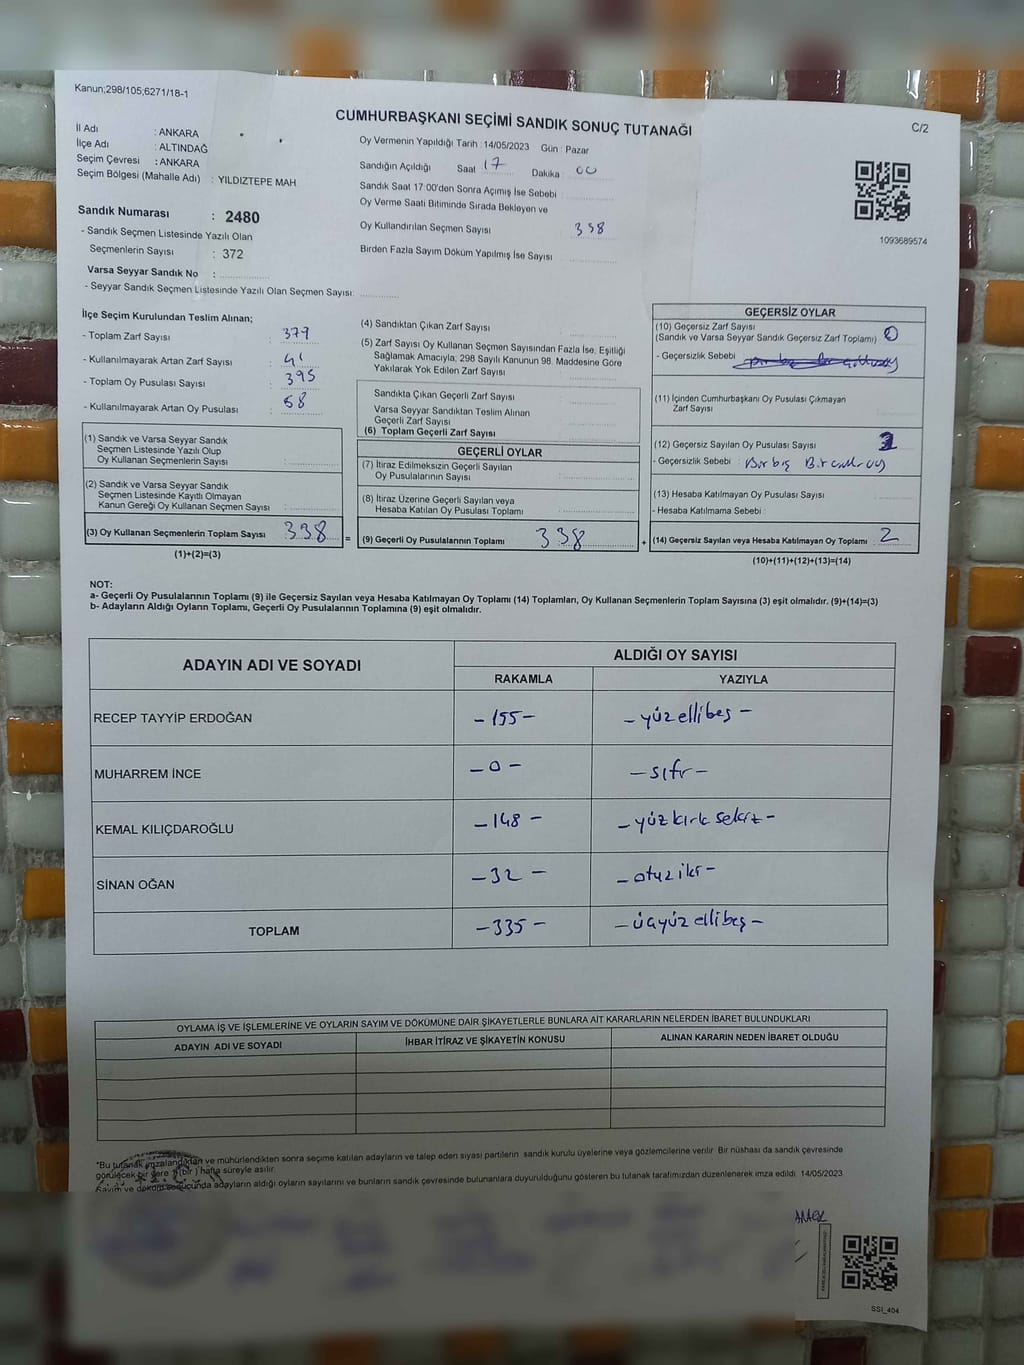 Kanun;298/105;6271/18-1
CUMHURBAŞKANI SEÇİMİ SANDIK SONUÇ TUTANAĞI
C/2
İl Adı : ANKARA
İlçe Adı : ALTINDAĞ
Seçim Çevresi : ANKARA
Seçim Bölgesi (Mahalle Adı) : YILDIZTEPE MAH
Oy Vermenin Yapıldığı Tarih : 14/05/2023 Gün : Pazar
Sandığın Açıldığı Saat 17 Dakika 00
Sandık Saat 17:00'den Sonra Açımış İse Sebebi
Oy Verme Saati Bitiminde Sırada Bekleyen ve
Oy Kullandırılan Seçmen Sayısı 338
Birden Fazla Sayım Döküm Yapılmış İse Sayısı
1093689574
Sandık Numarası : 2480
- Sandık Seçmen Listesinde Yazılı Olan
Seçmenlerin Sayısı : 372
Varsa Seyyar Sandık No :
- Seyyar Sandık Seçmen Listesinde Yazılı Olan Seçmen Sayısı:
İlçe Seçim Kurulundan Teslim Alınan;
- Toplam Zarf Sayısı : 379
- Kullanılmayarak Artan Zarf Sayısı : 41
- Toplam Oy Pusulası Sayısı : 395
- Kullanılmayarak Artan Oy Pusulası : 58
(1) Sandık ve Varsa Seyyar Sandık
Seçmen Listesinde Yazılı Olup
Oy Kullanan Seçmenlerin Sayısı :
(2) Sandık ve Varsa Seyyar Sandık
Seçmen Listesinde Kayıtlı Olmayan
Kanun Gereği Oy Kullanan Seçmen Sayısı :
(3) Oy Kullanan Seçmenlerin Toplam Sayısı 338 =
(1)+(2)=(3)
(4) Sandıktan Çıkan Zarf Sayısı
(5) Zarf Sayısı Oy Kullanan Seçmen Sayısından Fazla İse, Eşitliği
Sağlamak Amacıyla; 298 Sayılı Kanunun 98. Maddesine Göre
Yakılarak Yok Edilen Zarf Sayısı
Sandıkta Çıkan Geçerli Zarf Sayısı
Varsa Seyyar Sandıktan Teslim Alınan
Geçerli Zarf Sayısı
(6) Toplam Geçerli Zarf Sayısı
GEÇERLİ OYLAR
(7) İtiraz Edilmeksizin Geçerli Sayılan
Oy Pusulalarının Sayısı
(8) İtiraz Üzerine Geçerli Sayılan veya
Hesaba Katılan Oy Pusulası Toplamı
(9) Geçerli Oy Pusulalarının Toplamı 338 +
GEÇERSİZ OYLAR
(10) Geçersiz Zarf Sayısı
(Sandık ve Varsa Seyyar Sandık Geçersiz Zarf Toplamı) 0
- Geçersizlik Sebebi
(11) İçinden Cumhurbaşkanı Oy Pusulası Çıkmayan
Zarf Sayısı
(12) Geçersiz Sayılan Oy Pusulası Sayısı
- Geçersizlik Sebebi :
(13) Hesaba Katılmayan Oy Pusulası Sayısı
- Hesaba Katılmama Sebebi :
(14) Geçersiz Sayılan veya Hesaba Katılmayan Oy Toplamı : 2
(10)+(11)+(12)+(13)=(14)
NOT:
a- Geçerli Oy Pusulalarının Toplamı (9) ile Geçersiz Sayılan veya Hesaba Katılmayan Oy Toplamı (14) Toplamları, Oy Kullanan Seçmenlerin Toplam Sayısına (3) eşit olmalıdır. (9)+(14)=(3)
b- Adayların Aldığı Oyların Toplamı, Geçerli Oy Pusulalarının Toplamına (9) eşit olmalıdır.
ADAYIN ADI VE SOYADI
ALDIĞI OY SAYISI
RAKAMLA YAZIYLA
RECEP TAYYİP ERDOĞAN -155- -yüzellibeş-
MUHARREM İNCE -0- -sıfır-
KEMAL KILIÇDAROĞLU -148- -yüzkırksekiz-
SİNAN OĞAN -32- -otuziki-
TOPLAM -335- -üçyüzellibeş-
OYLAMA İŞ VE İŞLEMLERİNE VE OYLARIN SAYIM VE DÖKÜMÜNE DAİR ŞİKAYETLERLE BUNLARA AİT KARARLARIN NELERDEN İBARET BULUNDUKLARI
ADAYIN ADI VE SOYADI İHBAR İTİRAZ VE ŞİKAYETİN KONUSU ALINAN KARARIN NEDEN İBARET OLDUĞU
*Bu tutanak imzalandıktan ve mühürlendikten sonra seçime katılan adayların ve talep eden siyasi partilerin sandık kurulu üyelerine veya gözlemcilerine verilir. Bir nüshası da sandık çevresinde
görülecek bir yere 1 (bir) hafta süreyle asılır.
Sayım ve döküm sonucunda adayların aldığı oyların sayılarını ve bunların sandık çevresinde bulunanlara duyurulduğunu gösteren bu tutanak tarafımızdan düzenlenerek imza edildi. 14/05/2023
SSI_404